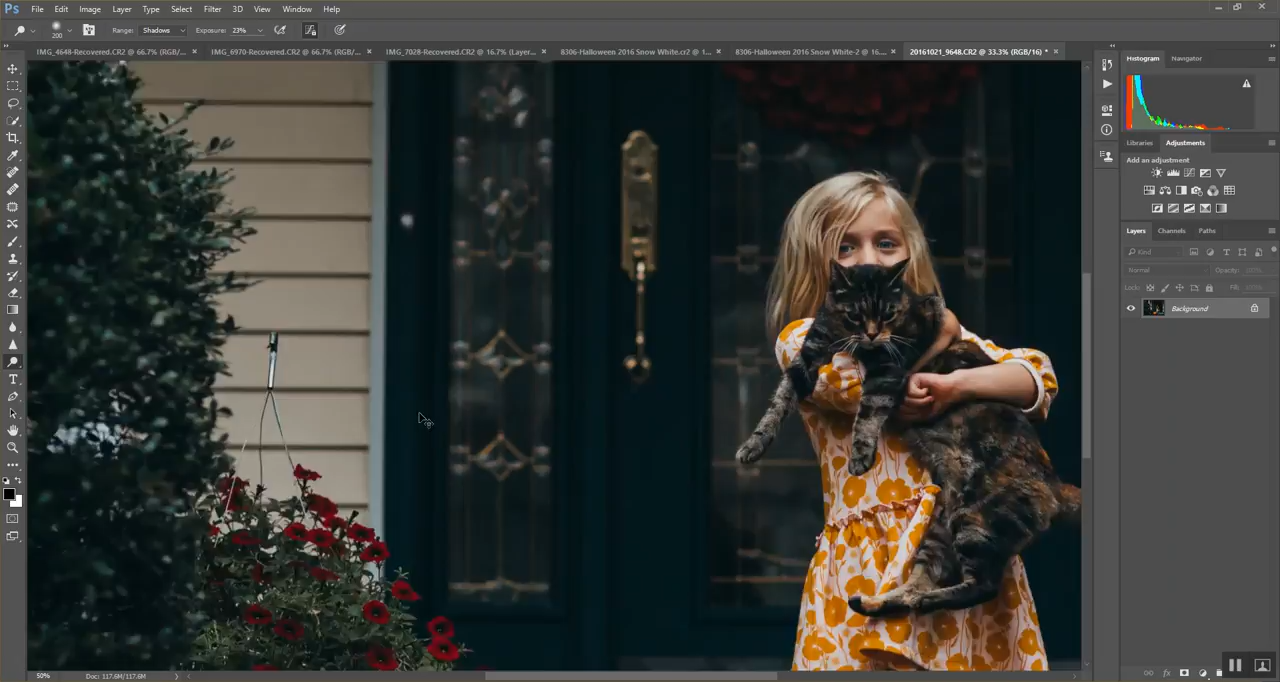 Ps File Edit Image Layer Type Select Filter 3D View Window Help
200 Range: Shadows Exposure: 23%
IMG_4648-Recovered.CR2 @ 66.7% (RGB/... × IMG_6970-Recovered.CR2 @ 66.7% (RGB/... × IMG_7028-Recovered.CR2 @ 16.7% (Layer... × 8306-Halloween 2016 Snow White.cr2 @ 1... × 8306-Halloween 2016 Snow White-2 @ 16.... × 20161021_9648.CR2 @ 33.3% (RGB/16) * ×
Histogram Navigator
Libraries Adjustments
Add an adjustment
Layers Channels Paths
Kind
Normal Opacity: 100%
Lock: Fill: 100%
Background
50% Doc: 117.6M/117.6M